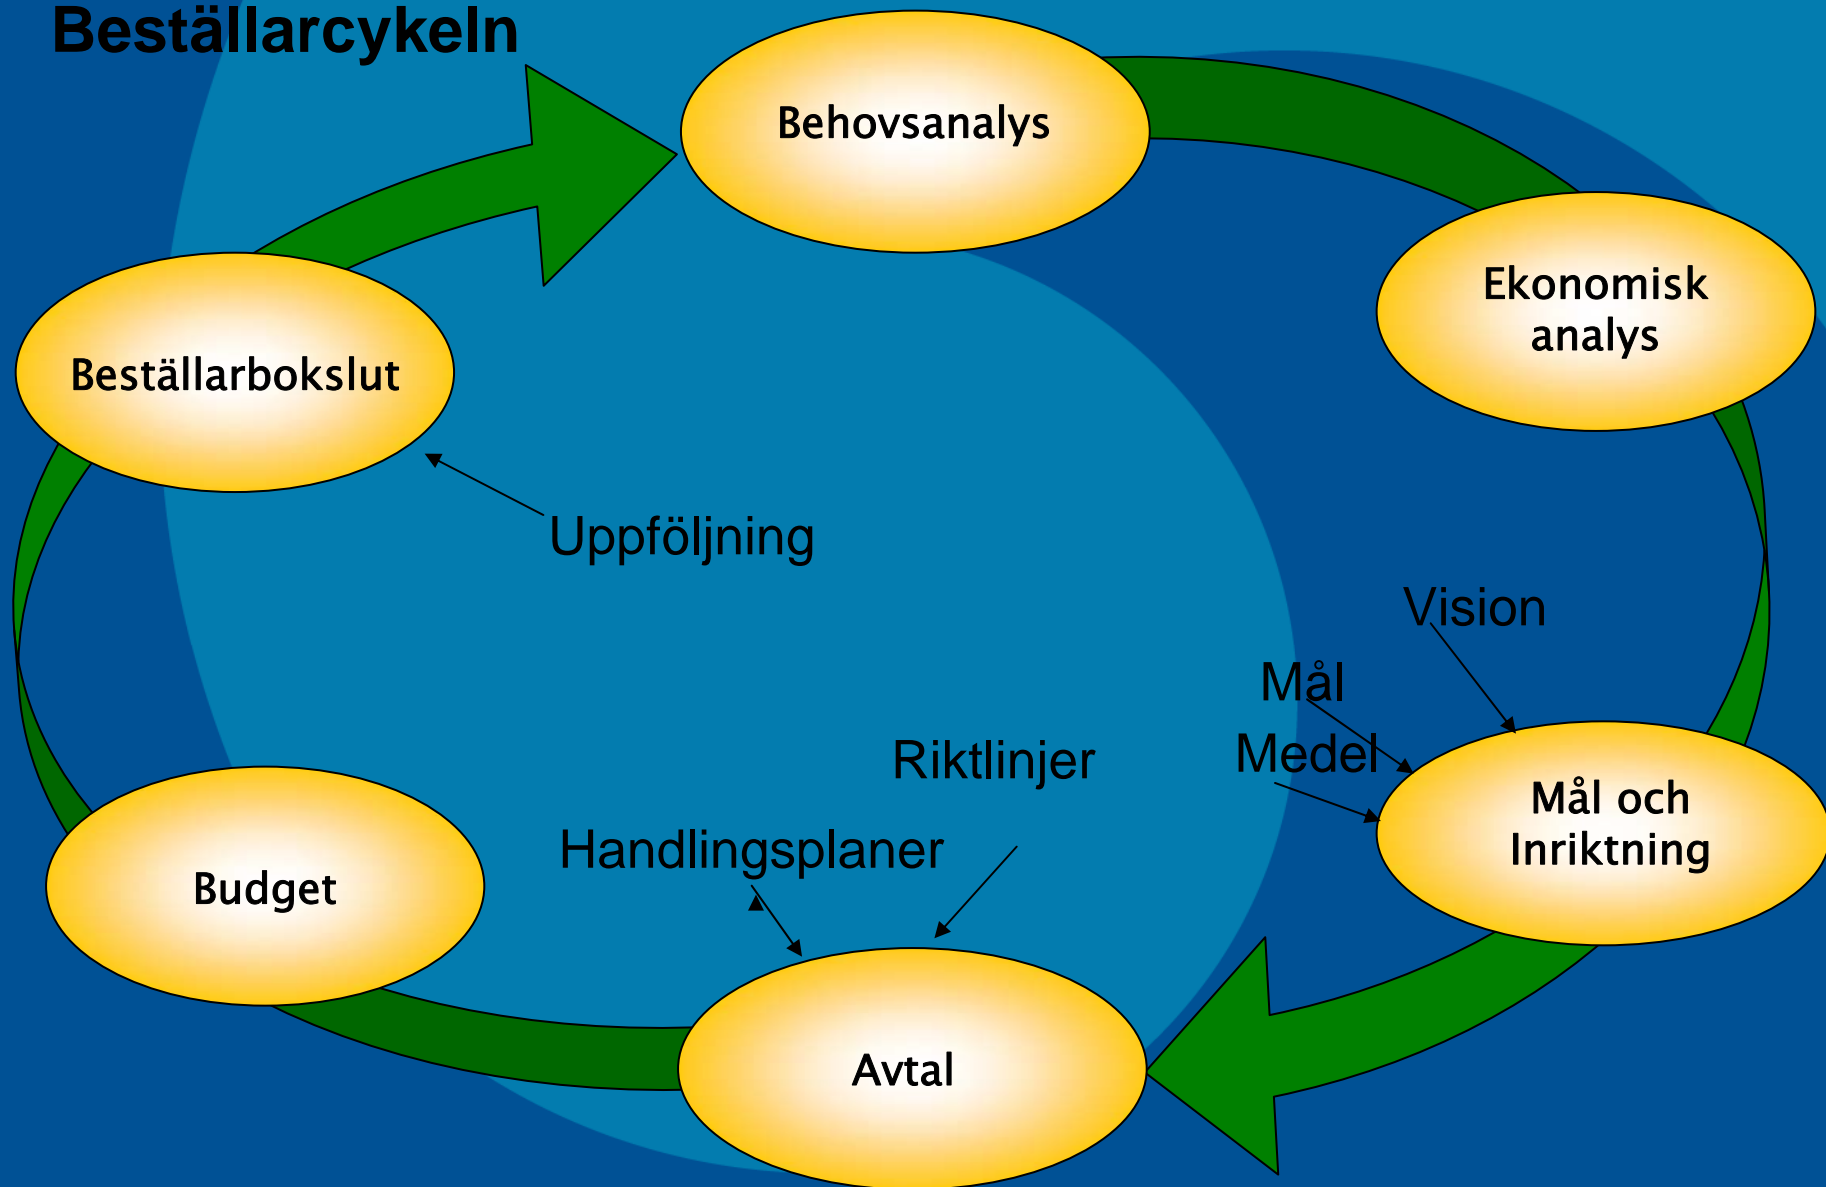 Beställarcykeln
Behovsanalys
Ekonomisk
analys
Beställarbokslut
Uppföljning
Vision
Mål
Medel
Riktlinjer
Mål och
Inriktning
Handlingsplaner
Budget
Avtal